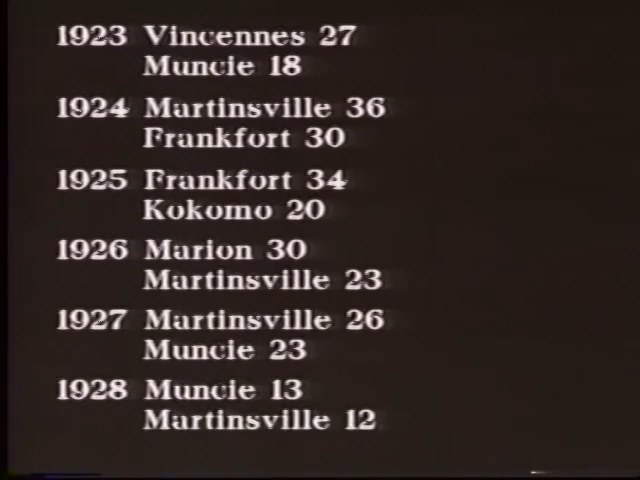 1923 Vincennes 27
Muncie 18
1924 Martinsville 36
Frankfort 30
1925 Frankfort 34
Kokomo 20
1926 Marion 30
Martinsville 23
1927 Martinsville 26
Muncie 23
1928 Muncie 13
Martinsville 12